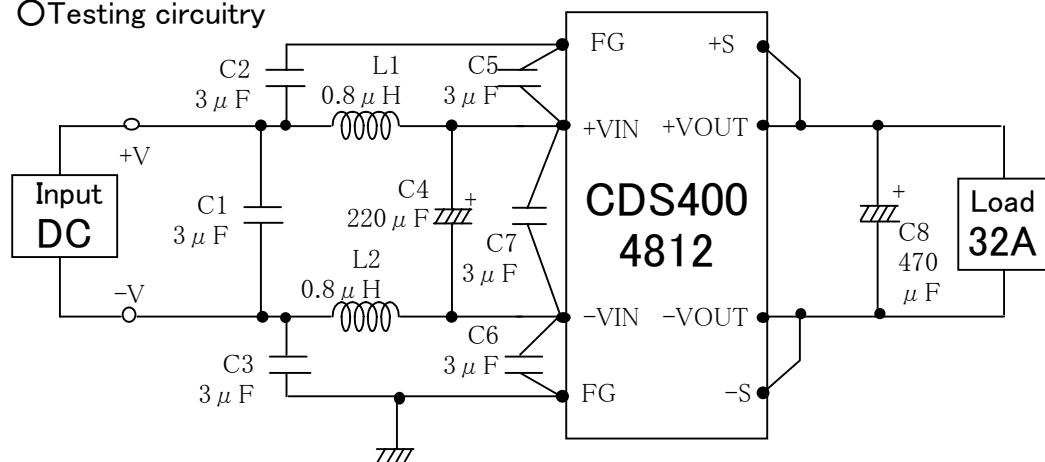 ○Testing circuitry
FG
+S
C2
3μF
L1
0.8μH
C5
3μF
+V
+VIN
+VOUT
Input
DC
C1
3μF
C4
+
220μF
C7
3μF
CDS400
4812
+
C8
470
μF
Load
32A
L2
0.8μH
−V
−VIN
−VOUT
C3
3μF
C6
3μF
FG
−S